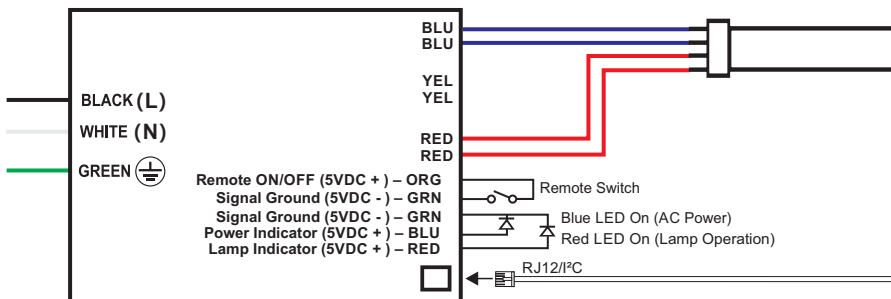 BLU
BLU
YEL
YEL
BLACK (L)
WHITE (N)
RED
RED
GREEN
Remote ON/OFF (5VDC + ) – ORG
Remote Switch
Signal Ground (5VDC - ) – GRN
Signal Ground (5VDC - ) – GRN
Blue LED On (AC Power)
Power Indicator (5VDC + ) – BLU
Red LED On (Lamp Operation)
Lamp Indicator (5VDC + ) – RED
RJ12/I²C